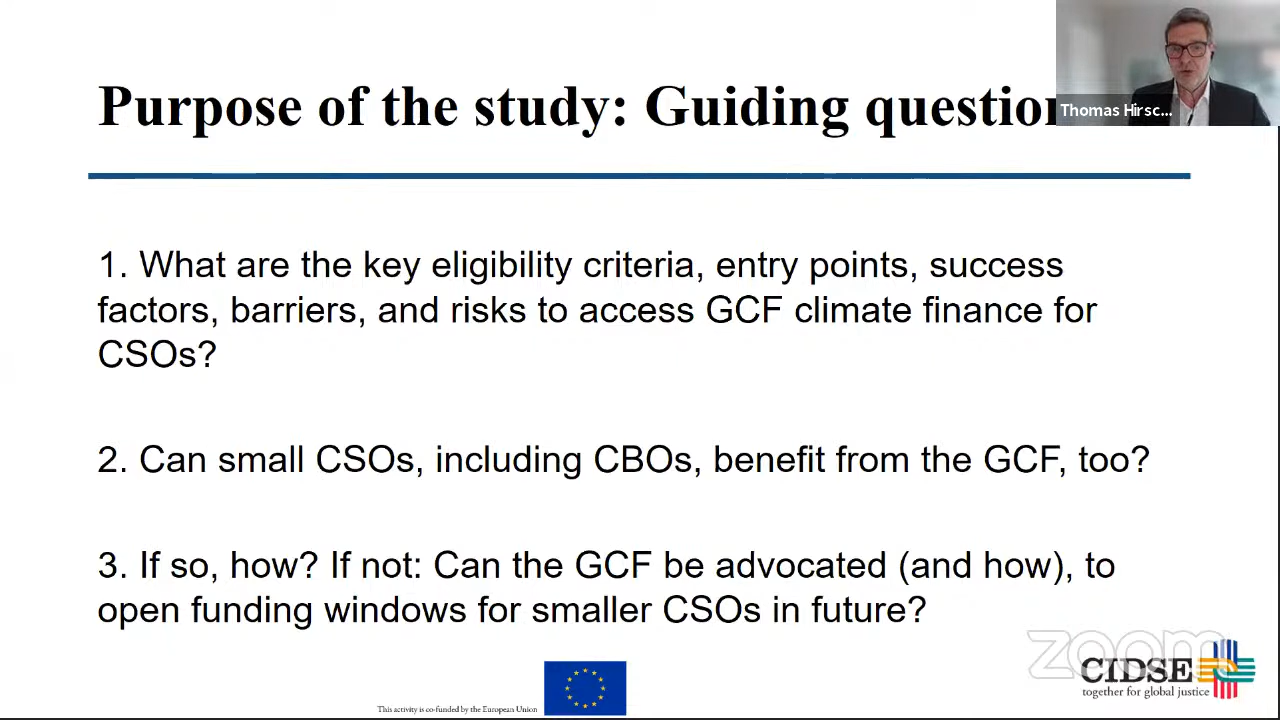 Purpose of the study: Guiding question
Thomas Hirsc...
1. What are the key eligibility criteria, entry points, success
factors, barriers, and risks to access GCF climate finance for
CSOs?
2. Can small CSOs, including CBOs, benefit from the GCF, too?
3. If so, how? If not: Can the GCF be advocated (and how), to
open funding windows for smaller CSOs in future?
zoom
CIDSE
together for global justice
This activity is co-funded by the European Union